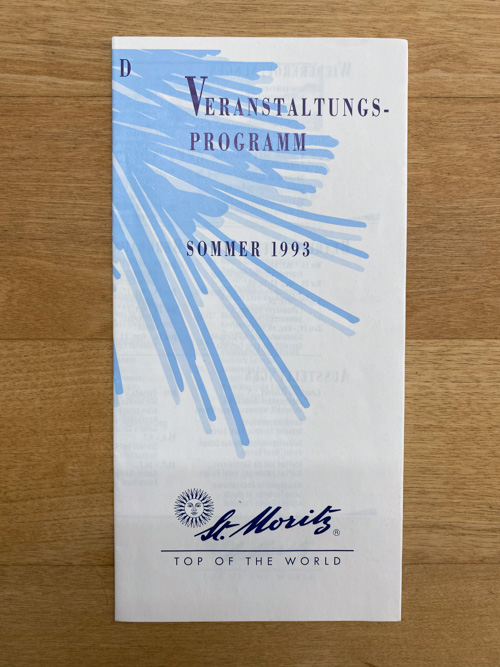 D
VERANSTALTUNGS-
PROGRAMM
SOMMER 1993
St. Moritz ®
TOP OF THE WORLD